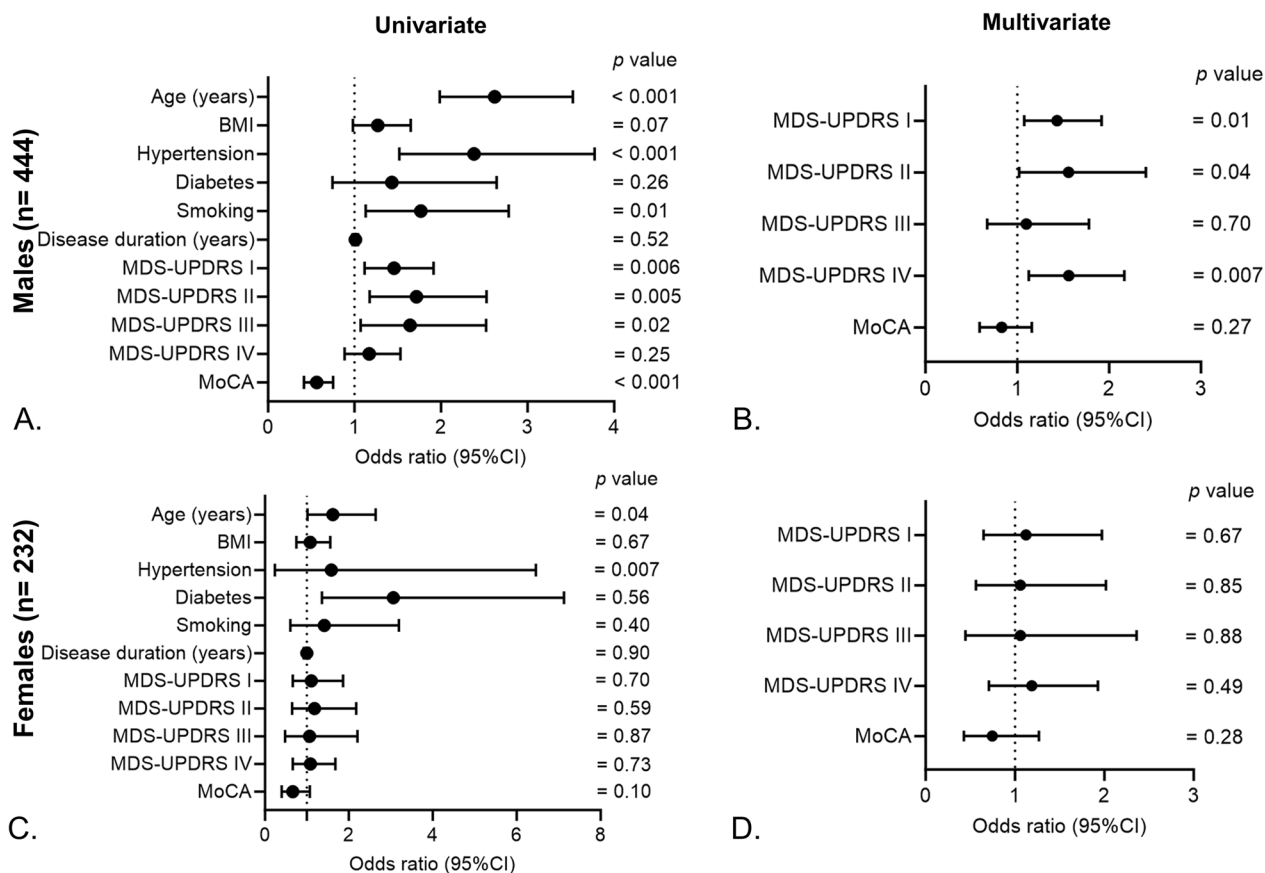 Univariate
Multivariate
Males (n= 444)
p value
Age (years) < 0.001
BMI = 0.07
Hypertension < 0.001
Diabetes = 0.26
Smoking = 0.01
Disease duration (years) = 0.52
MDS-UPDRS I = 0.006
MDS-UPDRS II = 0.005
MDS-UPDRS III = 0.02
MDS-UPDRS IV = 0.25
MoCA < 0.001
0 1 2 3 4
A.
Odds ratio (95%CI)
p value
MDS-UPDRS I = 0.01
MDS-UPDRS II = 0.04
MDS-UPDRS III = 0.70
MDS-UPDRS IV = 0.007
MoCA = 0.27
0 1 2 3
B.
Odds ratio (95%CI)
Females (n= 232)
p value
Age (years) = 0.04
BMI = 0.67
Hypertension = 0.007
Diabetes = 0.56
Smoking = 0.40
Disease duration (years) = 0.90
MDS-UPDRS I = 0.70
MDS-UPDRS II = 0.59
MDS-UPDRS III = 0.87
MDS-UPDRS IV = 0.73
MoCA = 0.10
0 2 4 6 8
C.
Odds ratio (95%CI)
p value
MDS-UPDRS I = 0.67
MDS-UPDRS II = 0.85
MDS-UPDRS III = 0.88
MDS-UPDRS IV = 0.49
MoCA = 0.28
0 1 2 3
D.
Odds ratio (95%CI)